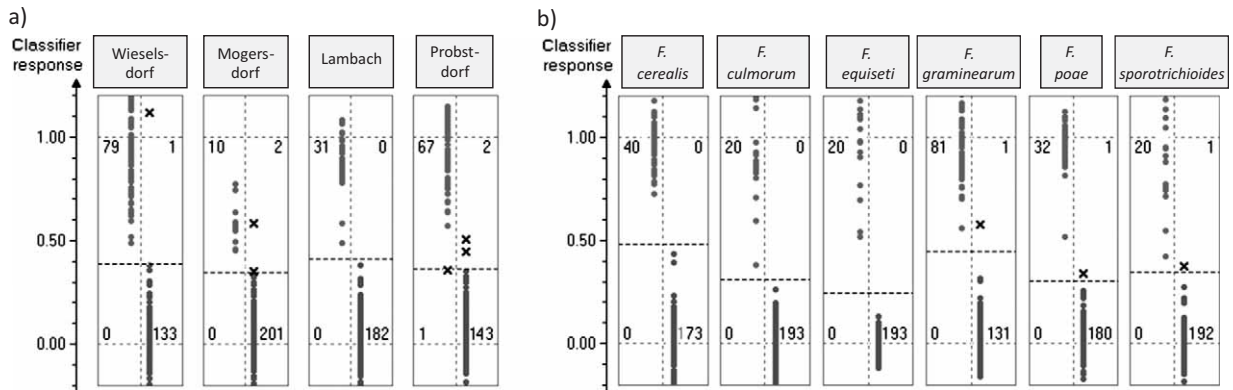 a)
Classifier
response
Wiesels-
dorf
Mogers-
dorf
Lambach
Probst-
dorf
1.00
0.50
0.00
79 1
0 133
10 2
0 201
31 0
0 182
67 2
1 143
b)
Classifier
response
F.
cerealis
F.
culmorum
F.
equiseti
F.
graminearum
F.
poae
F.
sporotrichioides
1.00
0.50
0.00
40 0
0 173
20 0
0 193
20 0
0 193
81 1
0 131
32 1
0 180
20 1
0 192